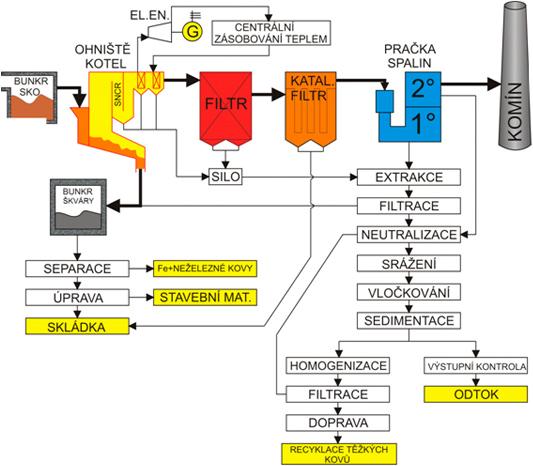 EL.EN.
G
CENTRÁLNÍ
ZÁSOBOVÁNÍ TEPLEM
OHNIŠTĚ
KOTEL
PRAČKA
SPALIN
BUNKR
SKO
SNCR
FILTR
KATAL.
FILTR
2°
1°
KOMÍN
SILO
EXTRAKCE
BUNKR
ŠKVÁRY
FILTRACE
NEUTRALIZACE
SEPARACE
Fe+NEŽELEZNÉ KOVY
SRÁŽENÍ
ÚPRAVA
STAVEBNÍ MAT.
VLOČKOVÁNÍ
SKLÁDKA
SEDIMENTACE
HOMOGENIZACE
VÝSTUPNÍ KONTROLA
FILTRACE
ODTOK
DOPRAVA
RECYKLACE TĚŽKÝCH
KOVŮ